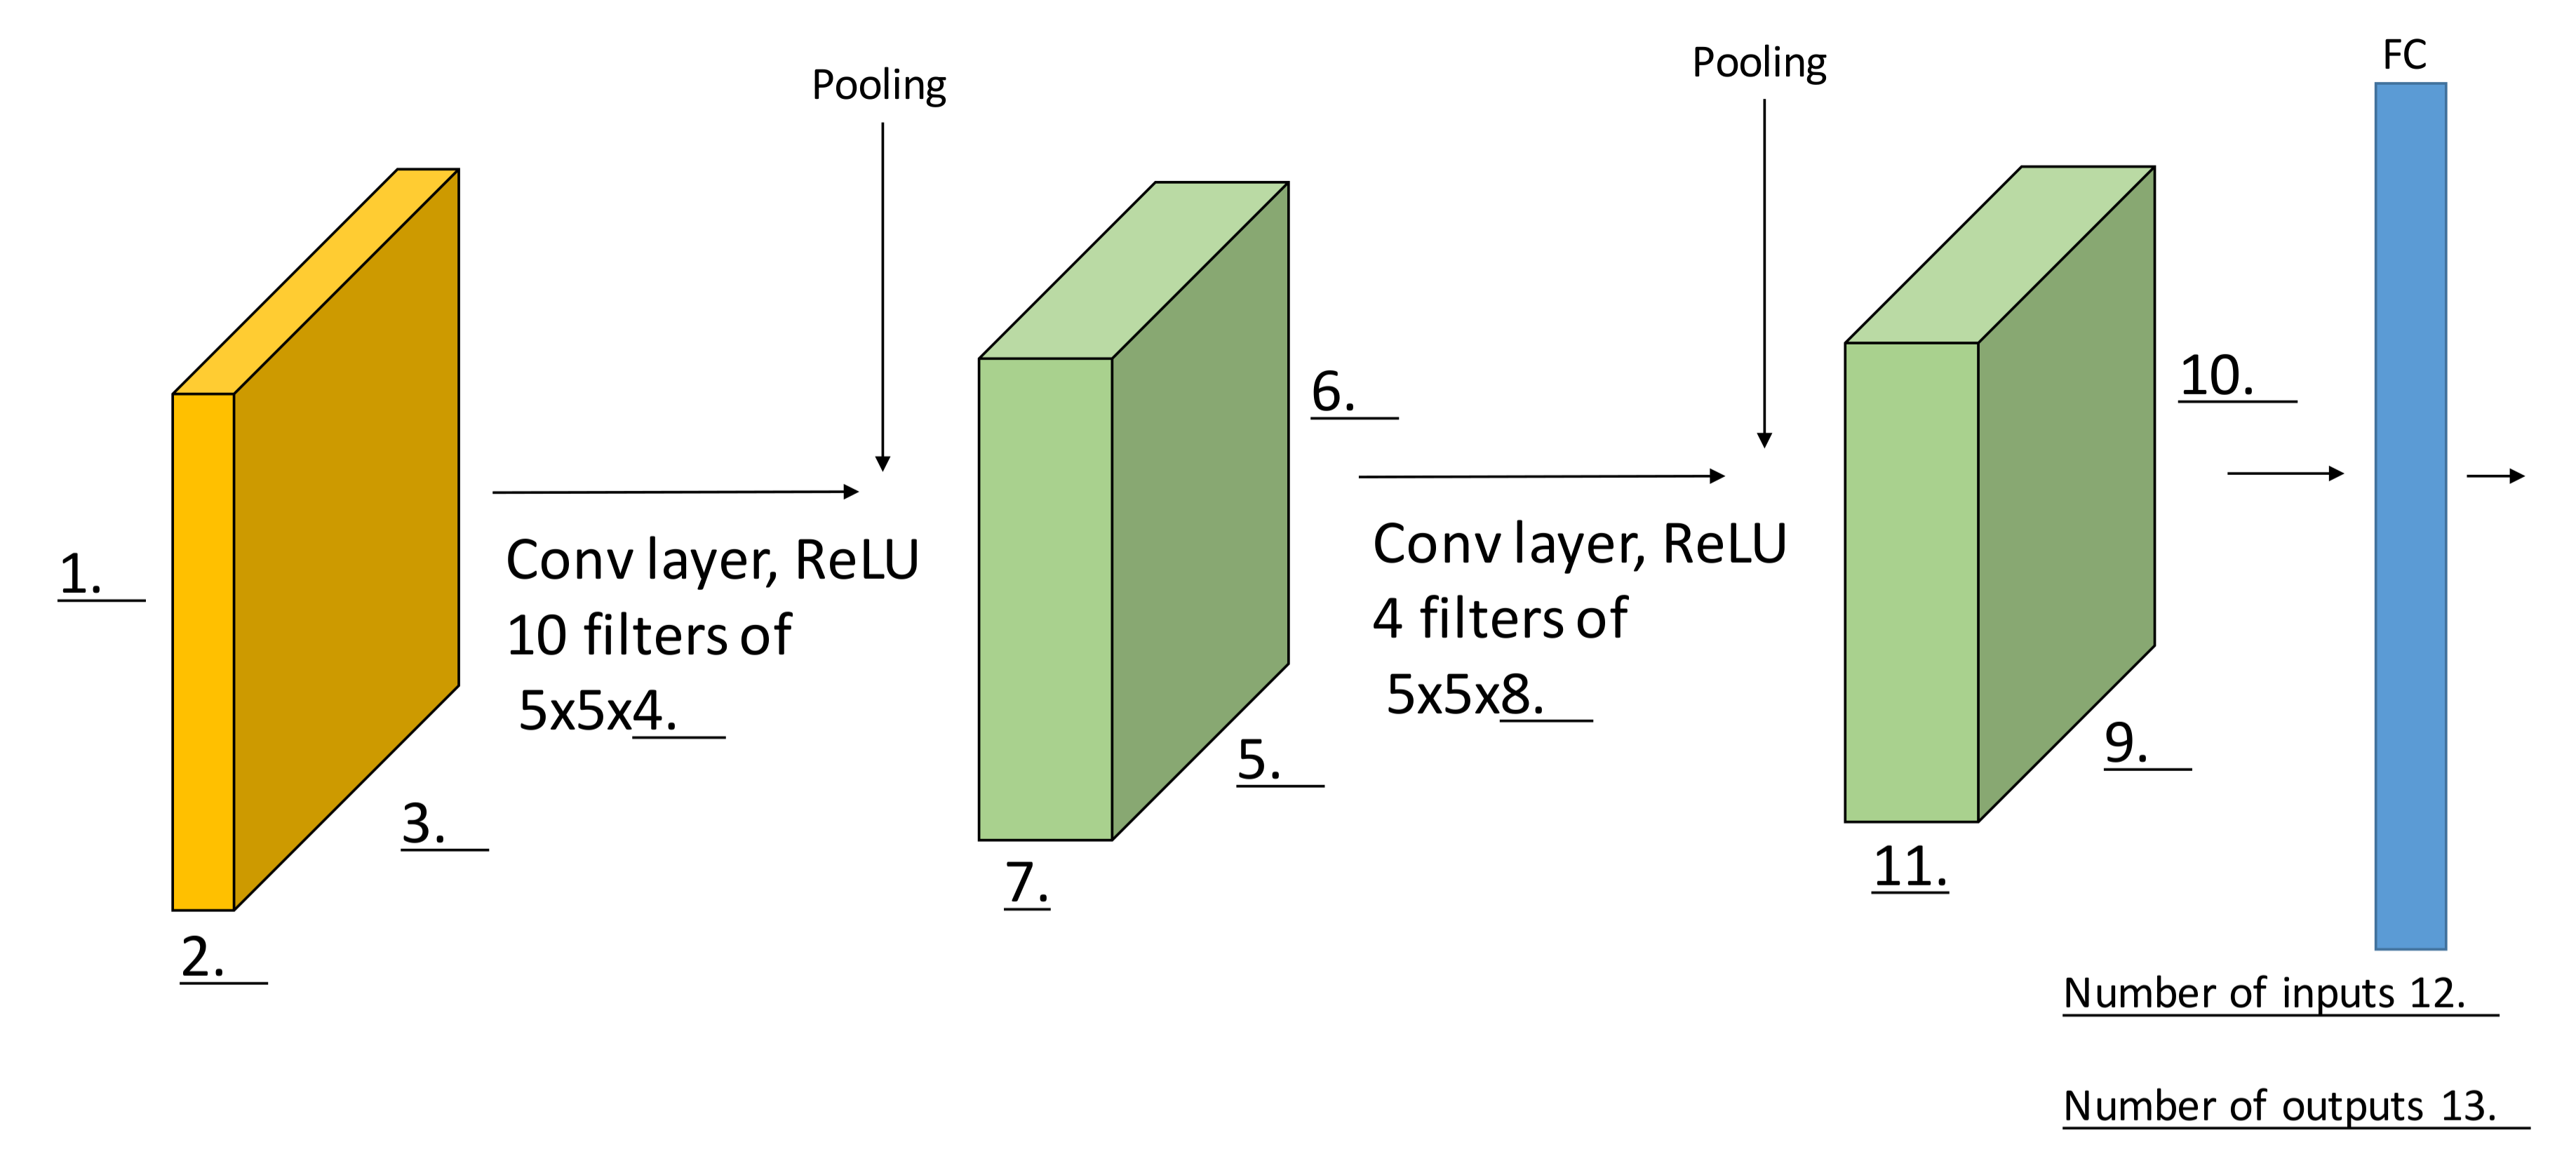 Pooling
Pooling
FC
1.
2.
3.
Conv layer, ReLU
10 filters of
5x5x4.
6.
5.
7.
Conv layer, ReLU
4 filters of
5x5x8.
10.
9.
11.
Number of inputs 12.
Number of outputs 13.